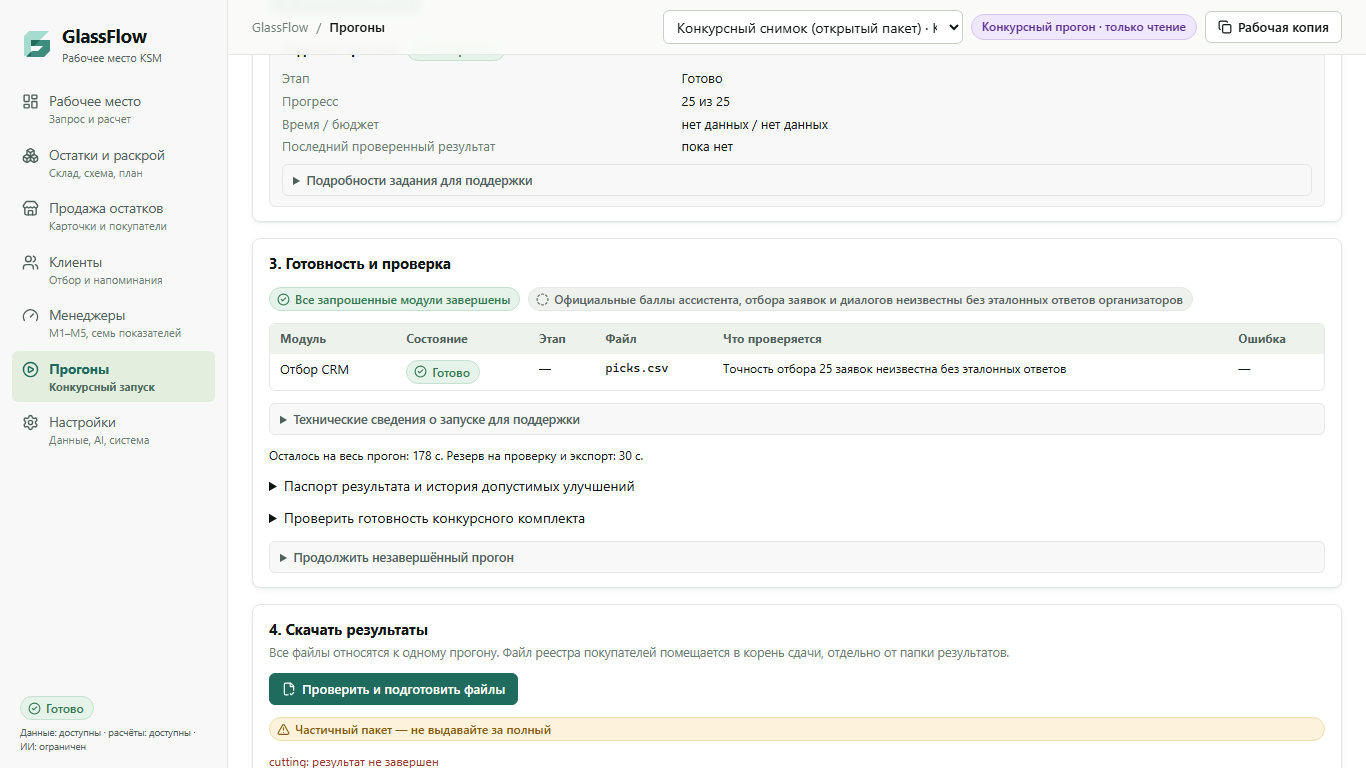 GlassFlow
Рабочее место KSM
Рабочее место
Запрос и расчет
Остатки и раскрой
Склад, схема, план
Продажа остатков
Карточки и покупатели
Клиенты
Отбор и напоминания
Менеджеры
М1–М5, семь показателей
Прогоны
Конкурсный запуск
Настройки
Данные, AI, система
Готово
Данные: доступны · расчёты: доступны ·
ИИ: ограничен
GlassFlow / Прогоны
Конкурсный снимок (открытый пакет) ·
Конкурсный прогон · только чтение
Рабочая копия
Этап Готово
Прогресс 25 из 25
Время / бюджет нет данных / нет данных
Последний проверенный результат пока нет
Подробности задания для поддержки
3. Готовность и проверка
Все запрошенные модули завершены
Официальные баллы ассистента, отбора заявок и диалогов неизвестны без эталонных ответов организаторов
Модуль Состояние Этап Файл Что проверяется Ошибка
Отбор CRM Готово — picks.csv Точность отбора 25 заявок неизвестна без эталонных ответов —
Технические сведения о запуске для поддержки
Осталось на весь прогон: 178 с. Резерв на проверку и экспорт: 30 с.
Паспорт результата и история допустимых улучшений
Проверить готовность конкурсного комплекта
Продолжить незавершённый прогон
4. Скачать результаты
Все файлы относятся к одному прогону. Файл реестра покупателей помещается в корень сдачи, отдельно от папки результатов.
Проверить и подготовить файлы
Частичный пакет — не выдавайте за полный
cutting: результат не завершен